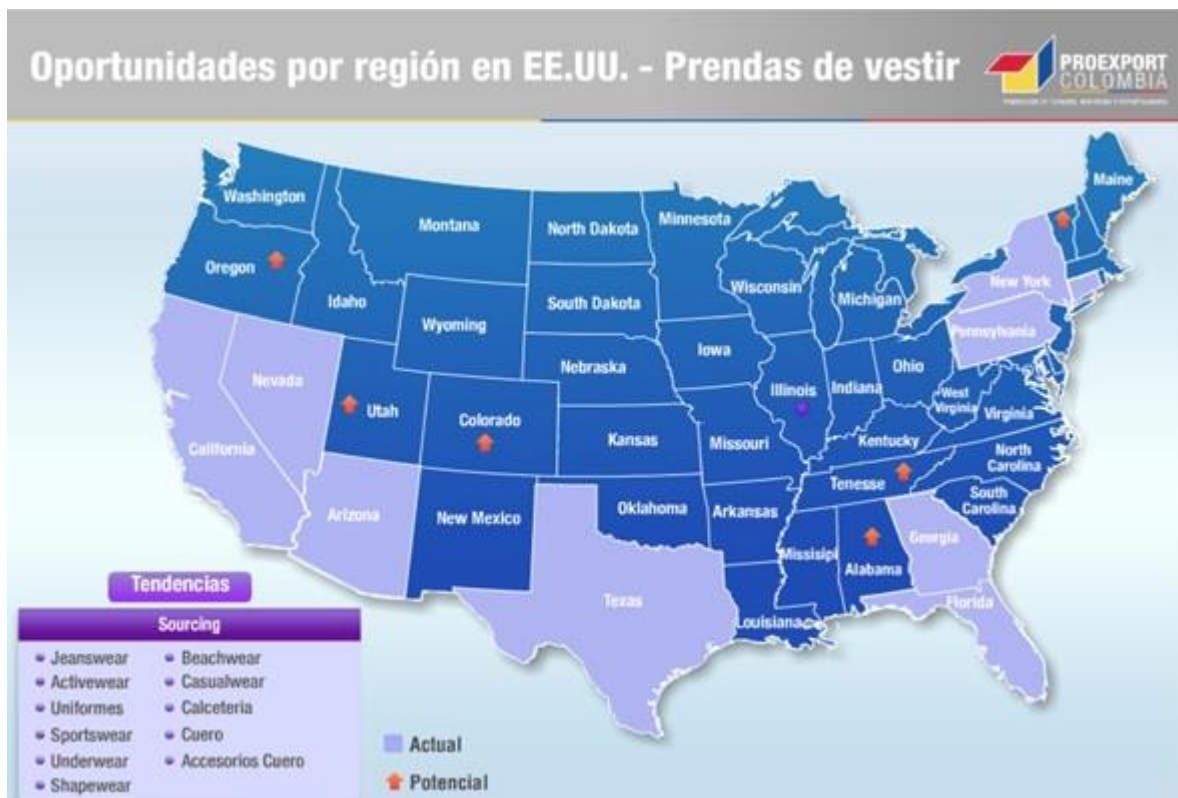 Oportunidades por región en EE.UU. - Prendas de vestir
PROEXPORT
COLOMBIA
Washington
Montana
North Dakota
Minnesota
Maine
Oregon
Idaho
Wyoming
South Dakota
Wisconsin
Michigan
New York
Nebraska
Iowa
Pennsylvania
Nevada
Utah
Colorado
Kansas
Missouri
Illinois
Indiana
Ohio
West
Virginia
Virginia
Kentucky
California
Arizona
New Mexico
Oklahoma
Arkansas
Tenesse
North
Carolina
South
Carolina
Texas
Louisiana
Missisipi
Alabama
Georgia
Florida
Tendencias
Sourcing
Jeanswear
Activewear
Uniformes
Sportswear
Underwear
Shapewear
Beachwear
Casualwear
Calceteria
Cuero
Accesorios Cuero
Actual
Potencial